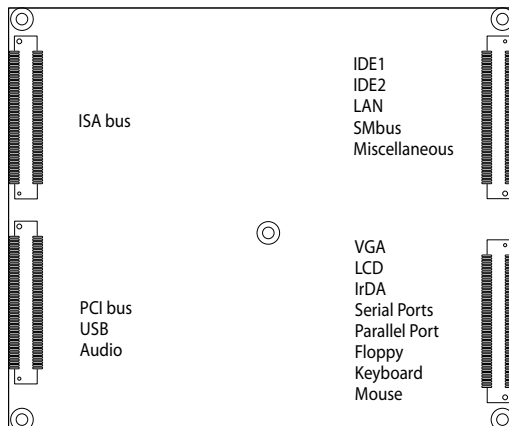 ISA bus
IDE1
IDE2
LAN
SMbus
Miscellaneous
PCI bus
USB
Audio
VGA
LCD
IrDA
Serial Ports
Parallel Port
Floppy
Keyboard
Mouse